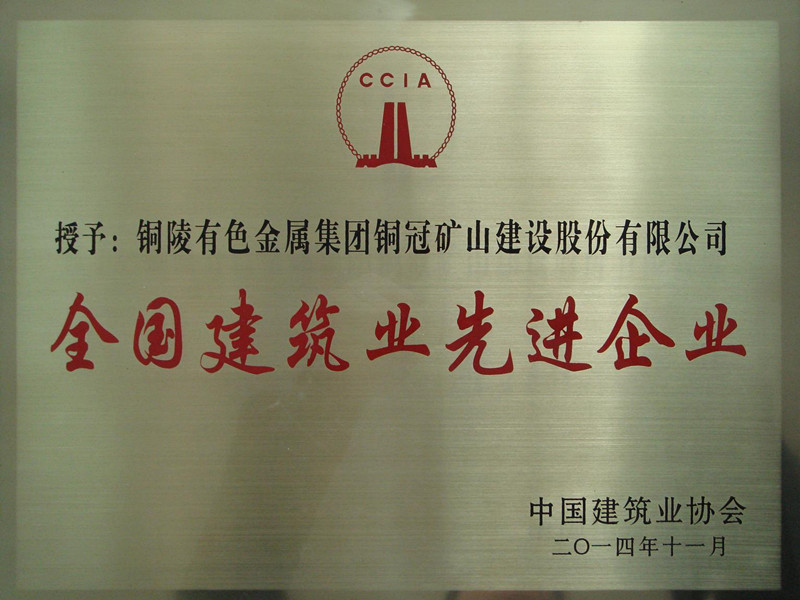 CCIA
授予：铜陵有色金属集团铜冠矿山建设股份有限公司
全国建筑业先进企业
中国建筑业协会
二〇一四年十一月